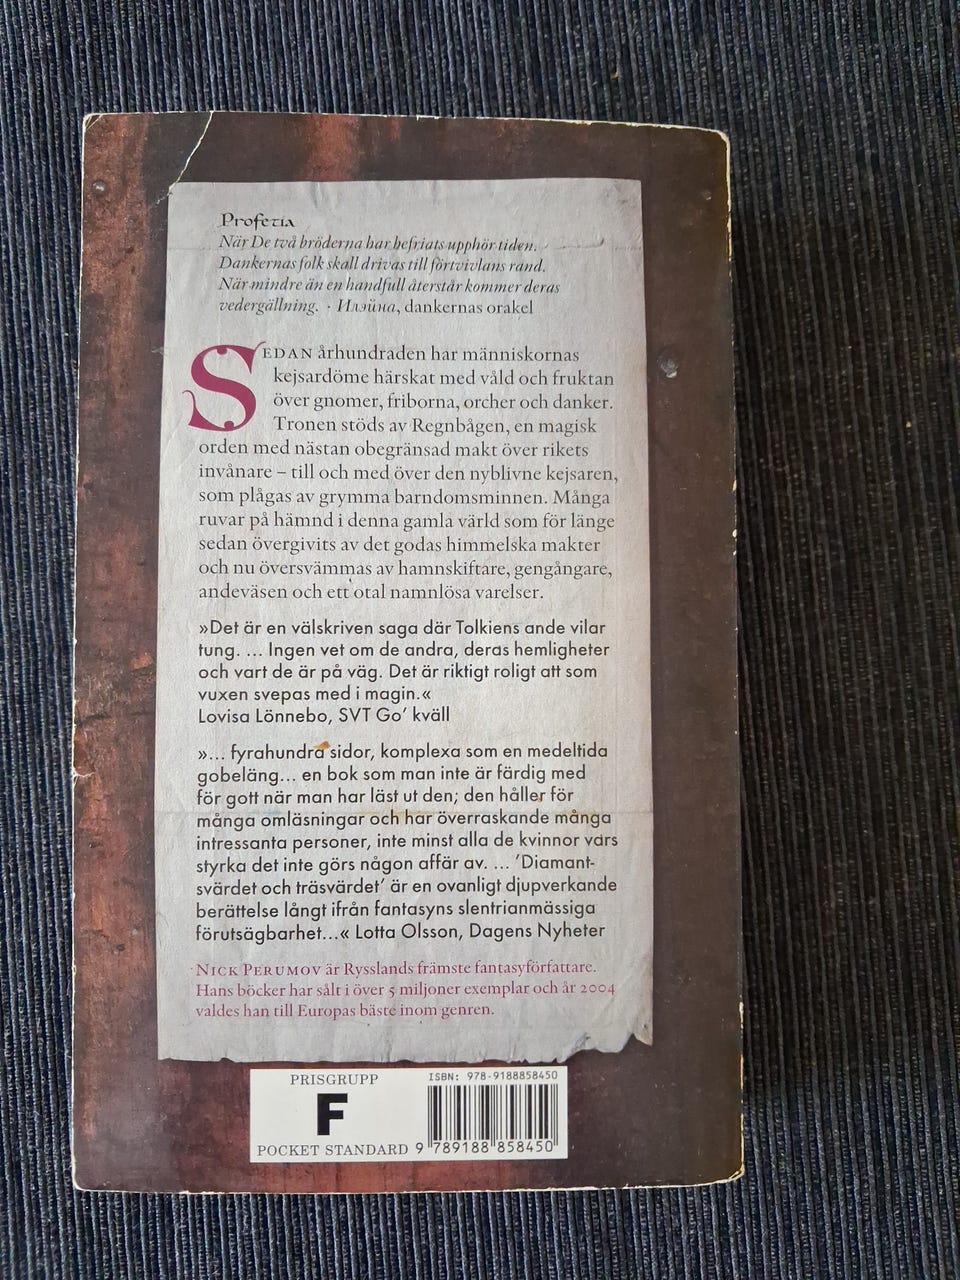 Profetia
När De två bröderna har befriats upphör tiden.
Dankernas folk skall drivas till förtvivlans rand.
När mindre än en handfull återstår kommer deras
vedergällning. · Илэйна, dankernas orakel
SEDAN århundraden har människornas
kejsardöme härskat med våld och fruktan
över gnomer, friborna, orcher och danker.
Tronen stöds av Regnbågen, en magisk
orden med nästan obegränsad makt över rikets
invånare – till och med över den nyblivne kejsaren,
som plågas av grymma barndomsminnen. Många
ruvar på hämnd i denna gamla värld som för länge
sedan övergivits av det godas himmelska makter
och nu översvämmas av hamnskiftare, gengångare,
andeväsen och ett otal namnlösa varelser.
»Det är en välskriven saga där Tolkiens ande vilar
tung. ... Ingen vet om de andra, deras hemligheter
och vart de är på väg. Det är riktigt roligt att som
vuxen svepas med i magin.«
Lovisa Lönnebo, SVT Go' kväll
»... fyrahundra sidor, komplexa som en medeltida
gobeläng... en bok som man inte är färdig med
för gott när man har läst ut den; den håller för
många omläsningar och har överraskande många
intressanta personer, inte minst alla de kvinnor vars
styrka det inte görs någon affär av. ... 'Diamant-
svärdet och träsvärdet' är en ovanligt djupverkande
berättelse långt ifrån fantasyns slentrianmässiga
förutsägbarhet...« Lotta Olsson, Dagens Nyheter
NICK PERUMOV är Rysslands främste fantasyförfattare.
Hans böcker har sålt i över 5 miljoner exemplar och år 2004
valdes han till Europas bäste inom genren.
PRISGRUPP
F
POCKET STANDARD
ISBN: 978-9188858450
9 789188 858450